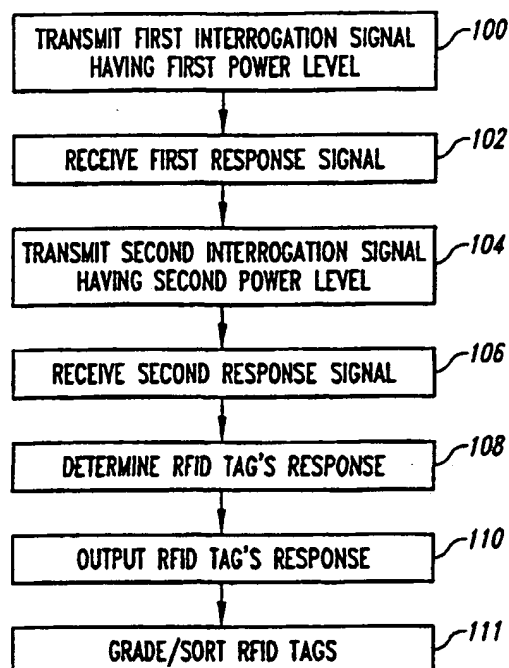 TRANSMIT FIRST INTERROGATION SIGNAL
HAVING FIRST POWER LEVEL
100
RECEIVE FIRST RESPONSE SIGNAL
102
TRANSMIT SECOND INTERROGATION SIGNAL
HAVING SECOND POWER LEVEL
104
RECEIVE SECOND RESPONSE SIGNAL
106
DETERMINE RFID TAG'S RESPONSE
108
OUTPUT RFID TAG'S RESPONSE
110
GRADE/SORT RFID TAGS
111